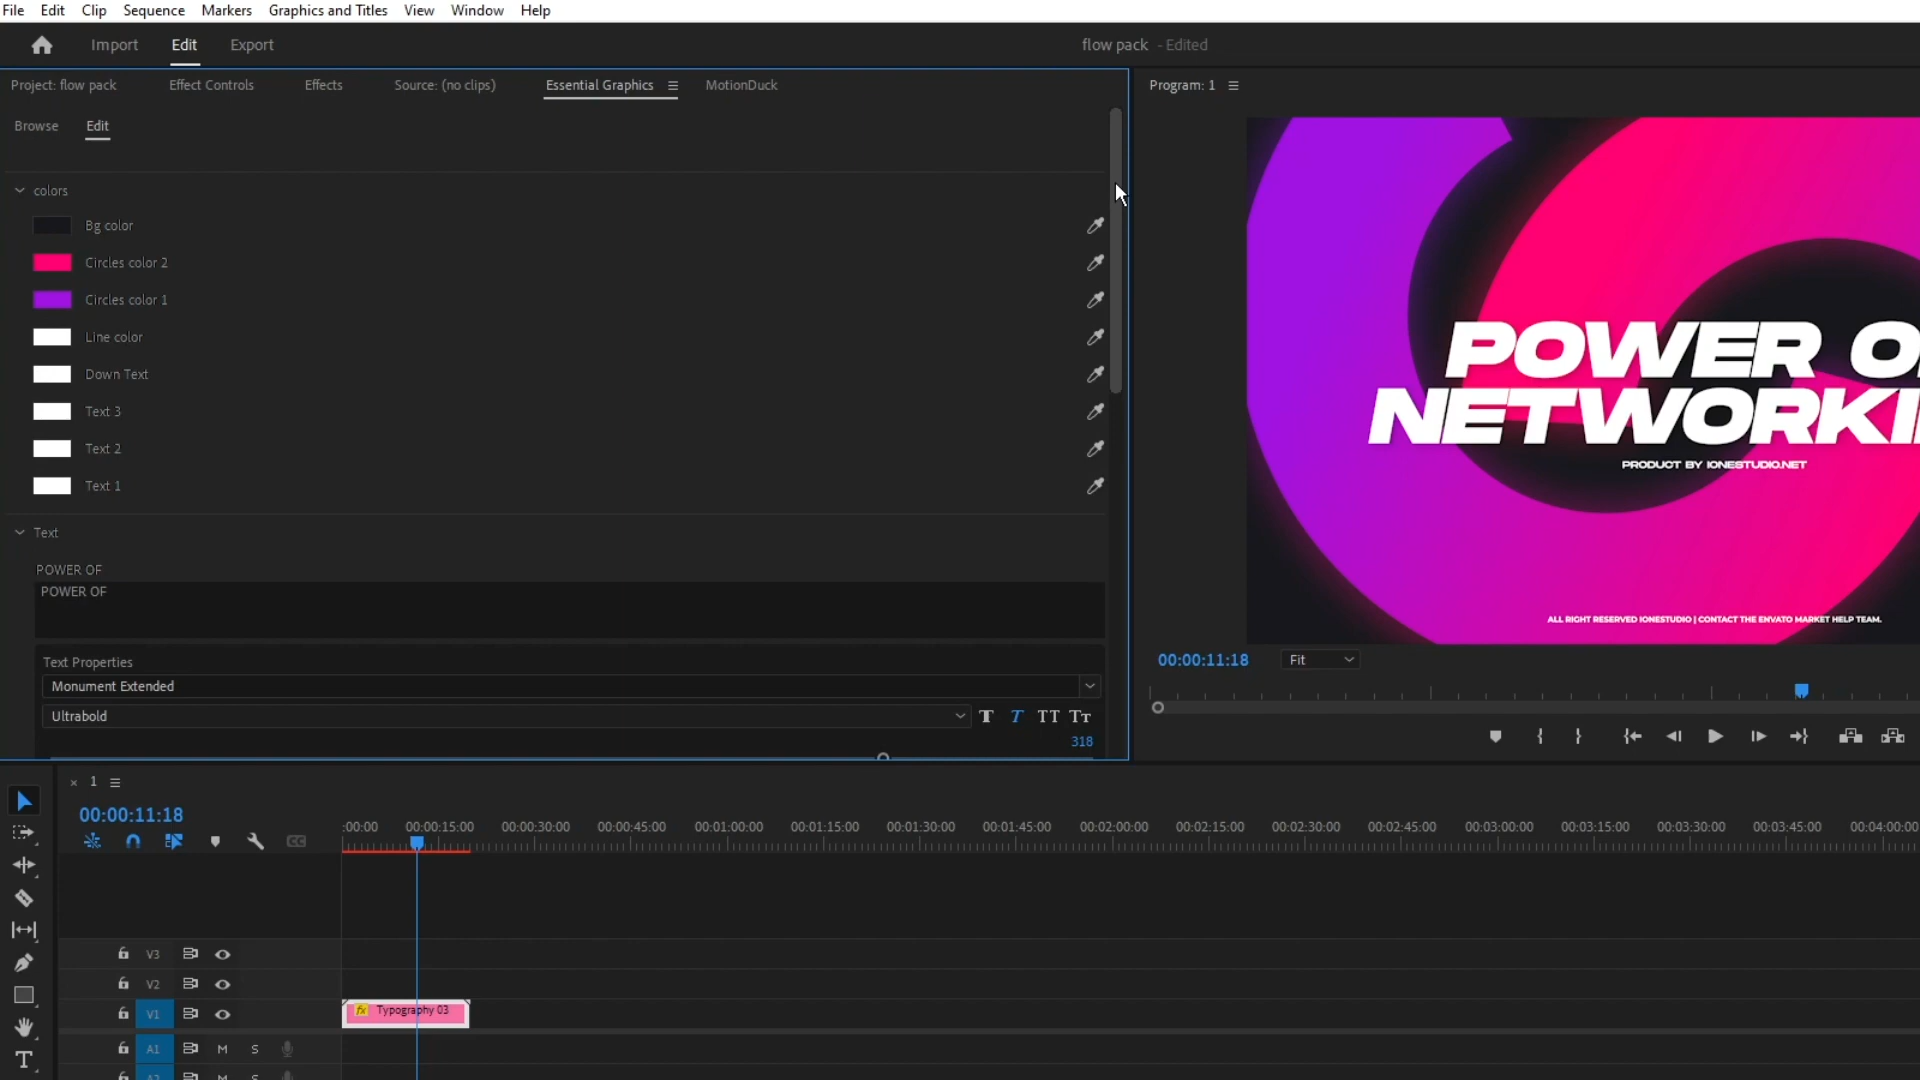 File Edit Clip Sequence Markers Graphics and Titles View Window Help
Import Edit Export
flow pack - Edited
Project: flow pack Effect Controls Effects Source: (no clips) Essential Graphics MotionDuck
Program: 1
Browse Edit
colors
Bg color
Circles color 2
Circles color 1
Line color
Down Text
Text 3
Text 2
Text 1
Text
POWER OF
POWER OF
Text Properties
Monument Extended
Ultrabold T T TT Tт
318
POWER O
NETWORKI
PRODUCT BY IONESTUDIO.NET
ALL RIGHT RESERVED IONESTUDIO | CONTACT THE ENVATO MARKET HELP TEAM.
00:00:11:18 Fit
× 1
00:00:11:18
:00:00 00:00:15:00 00:00:30:00 00:00:45:00 00:01:00:00 00:01:15:00 00:01:30:00 00:01:45:00 00:02:00:00 00:02:15:00 00:02:30:00 00:02:45:00 00:03:00:00 00:03:15:00 00:03:30:00 00:03:45:00 00:04:00:00
CC
V3
V2
V1 fx Typography 03
A1 M S
A2 M S
T